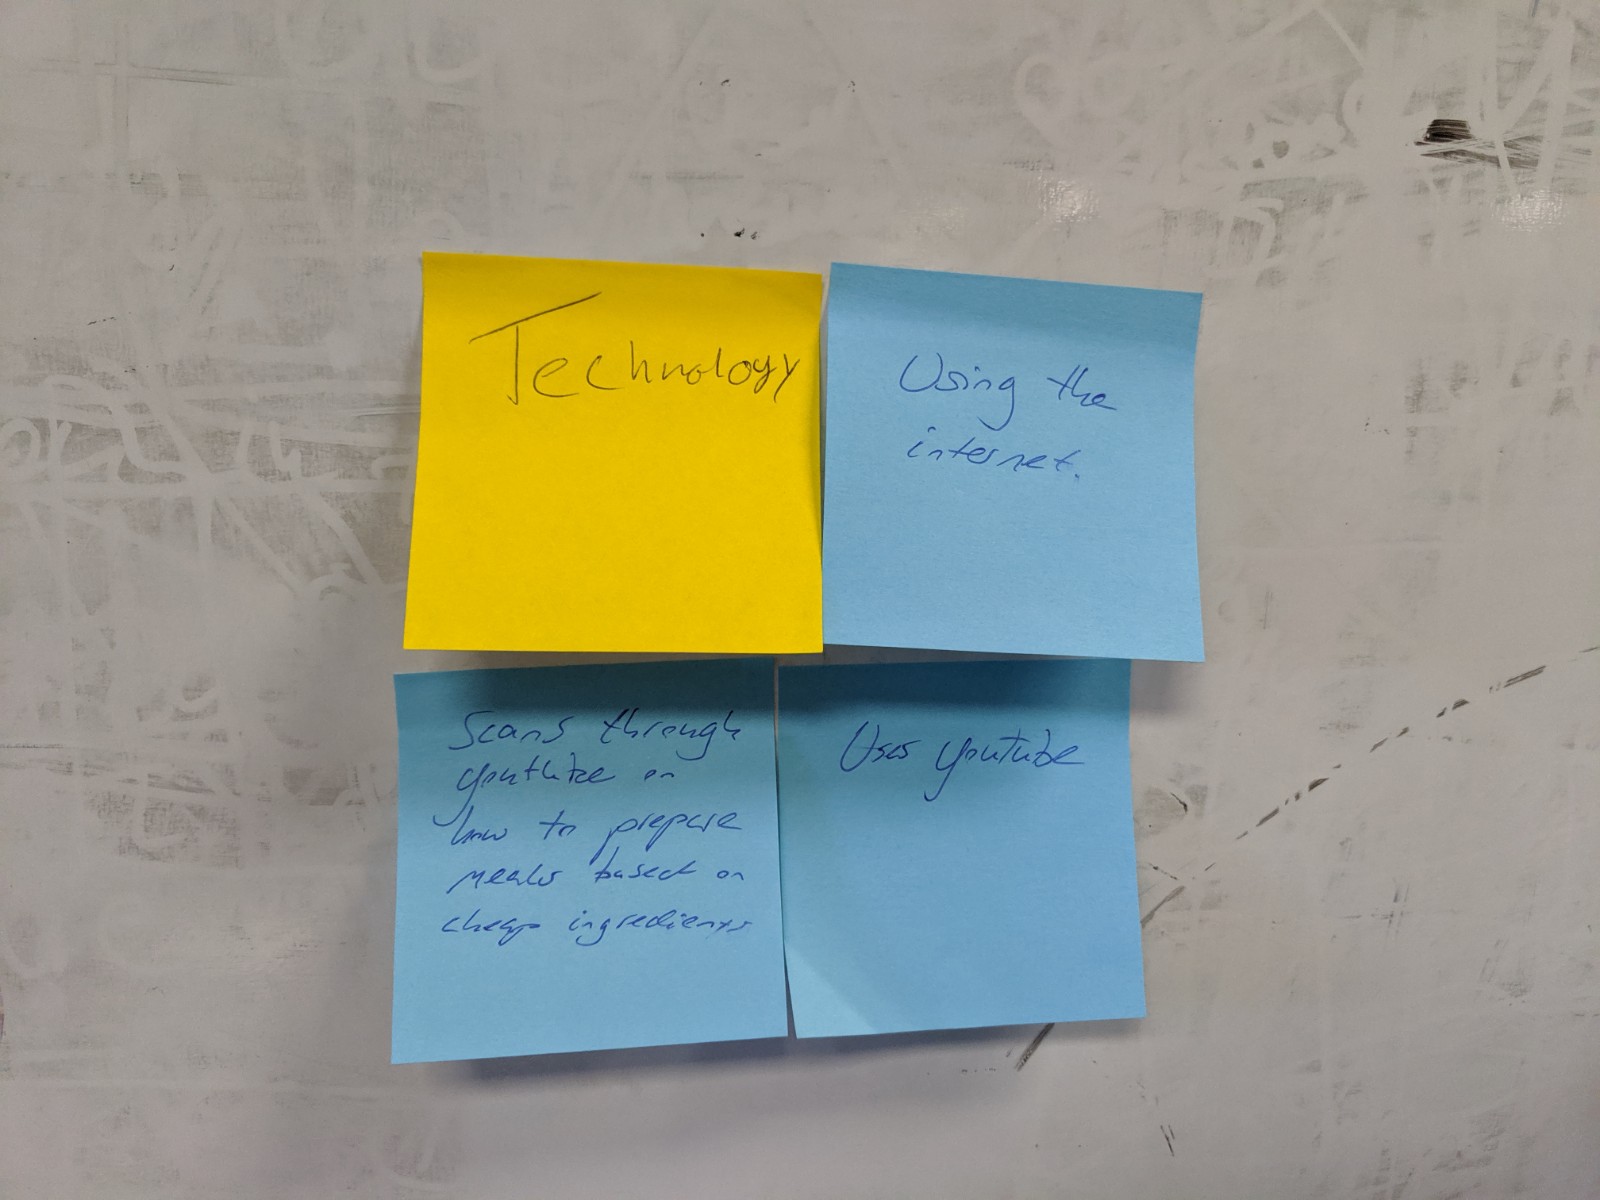 Technology
Using the
internet.
Scans through
youtube on
how to prepare
meals based on
cheap ingredients
Uses youtube